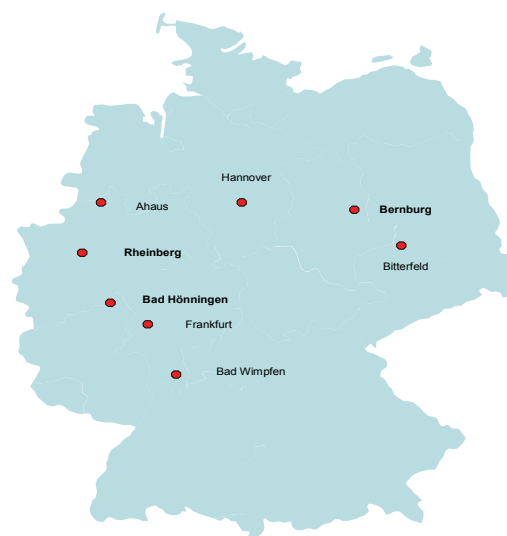 Hannover
Ahaus
Bernburg
Rheinberg
Bitterfeld
Bad Hönningen
Frankfurt
Bad Wimpfen